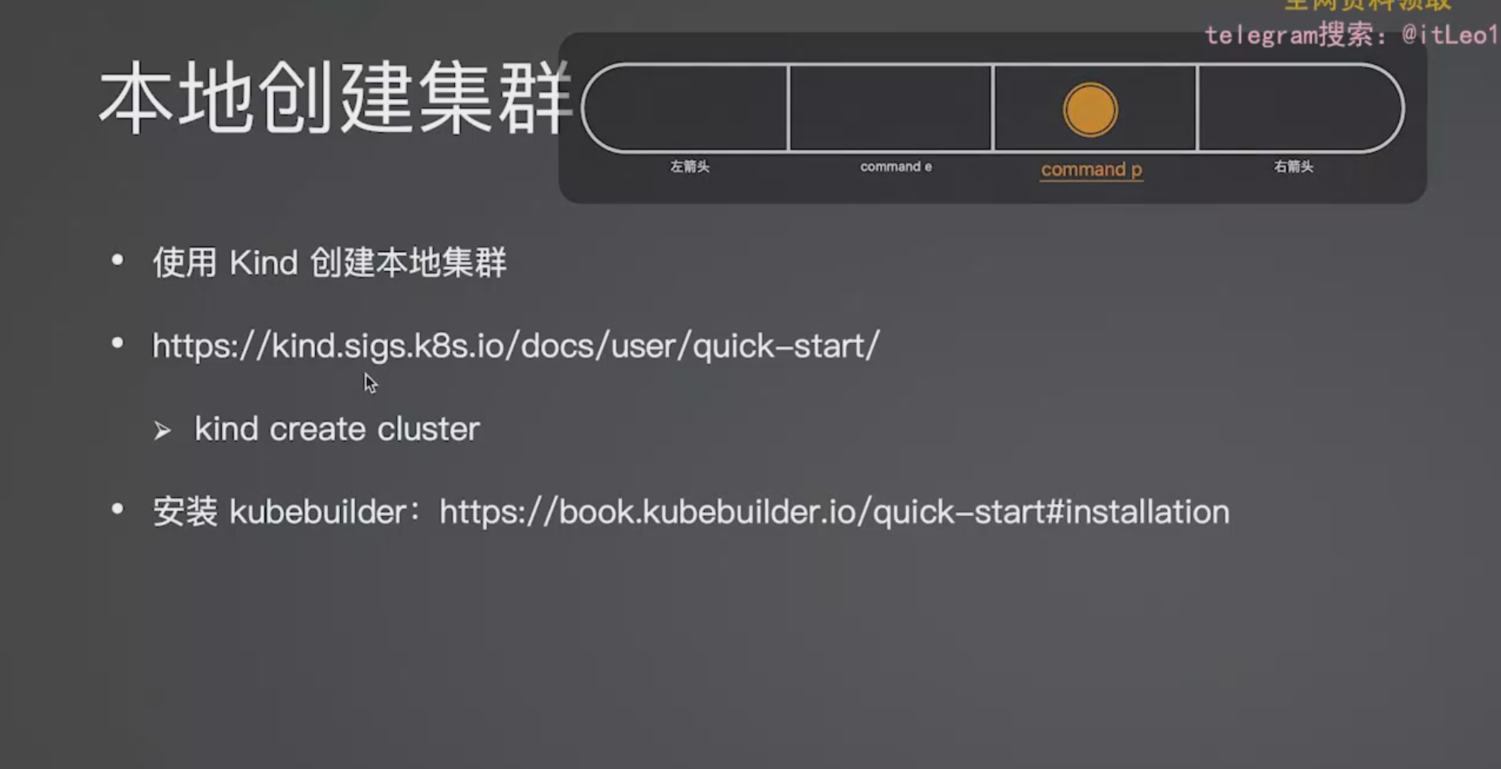 全网资料领取
telegram搜索：@itLeo1
本地创建集群
左箭头
command e
command p
右箭头
• 使用 Kind 创建本地集群
• https://kind.sigs.k8s.io/docs/user/quick-start/
➢ kind create cluster
• 安装 kubebuilder：https://book.kubebuilder.io/quick-start#installation